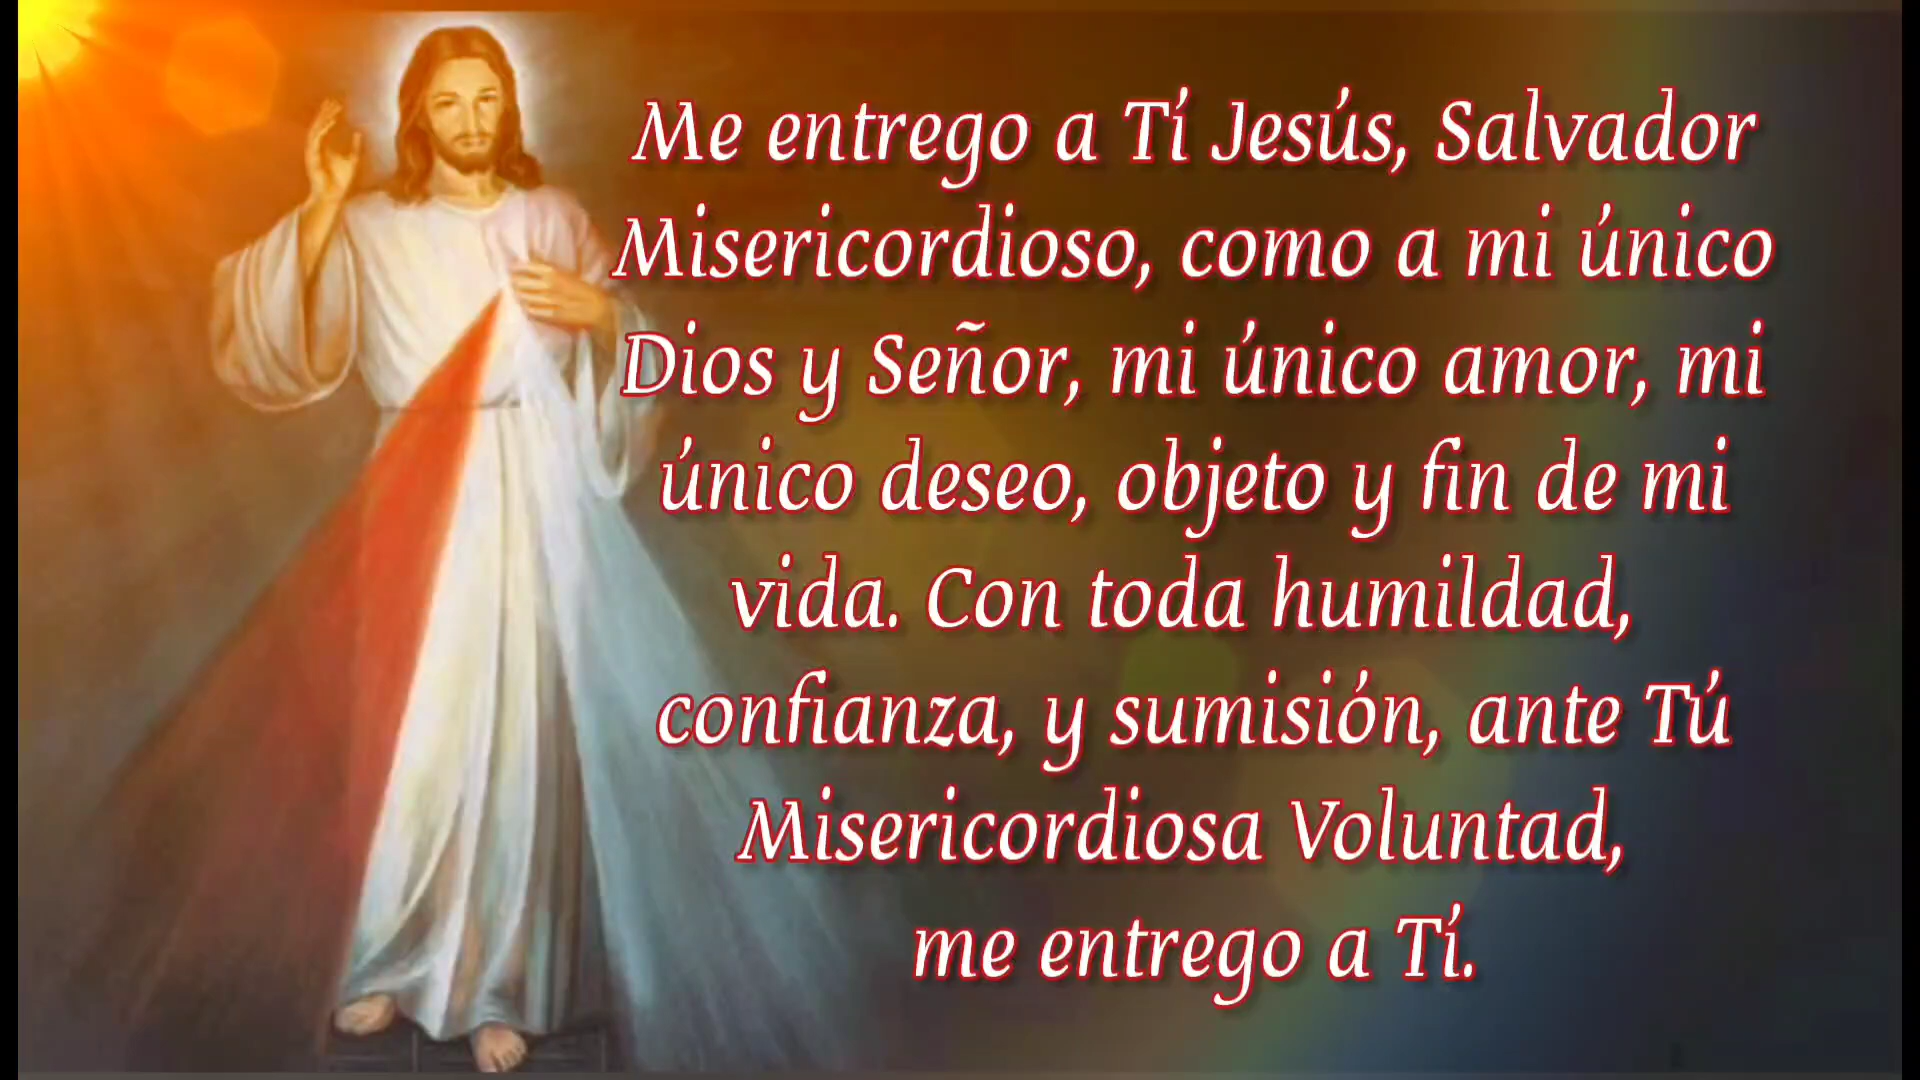 Me entrego a Tí Jesús, Salvador
Misericordioso, como a mi único
Dios y Señor, mi único amor, mi
único deseo, objeto y fin de mi
vida. Con toda humildad,
confianza, y sumisión, ante Tú
Misericordiosa Voluntad,
me entrego a Tí.